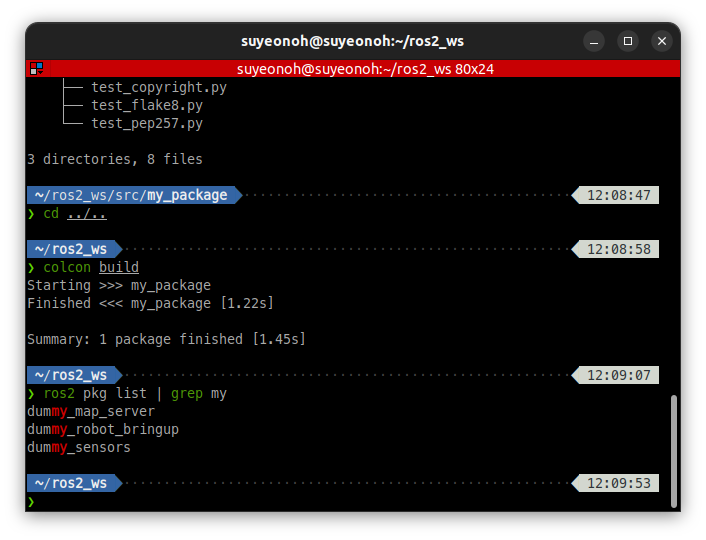 suyeonoh@suyeonoh:~/ros2_ws
suyeonoh@suyeonoh:~/ros2_ws 80x24
├── test_copyright.py
├── test_flake8.py
└── test_pep257.py
3 directories, 8 files
~/ros2_ws/src/my_package 12:08:47
❯ cd ../..
~/ros2_ws 12:08:58
❯ colcon build
Starting >>> my_package
Finished <<< my_package [1.22s]
Summary: 1 package finished [1.45s]
~/ros2_ws 12:09:07
❯ ros2 pkg list | grep my
dummy_map_server
dummy_robot_bringup
dummy_sensors
~/ros2_ws 12:09:53
❯